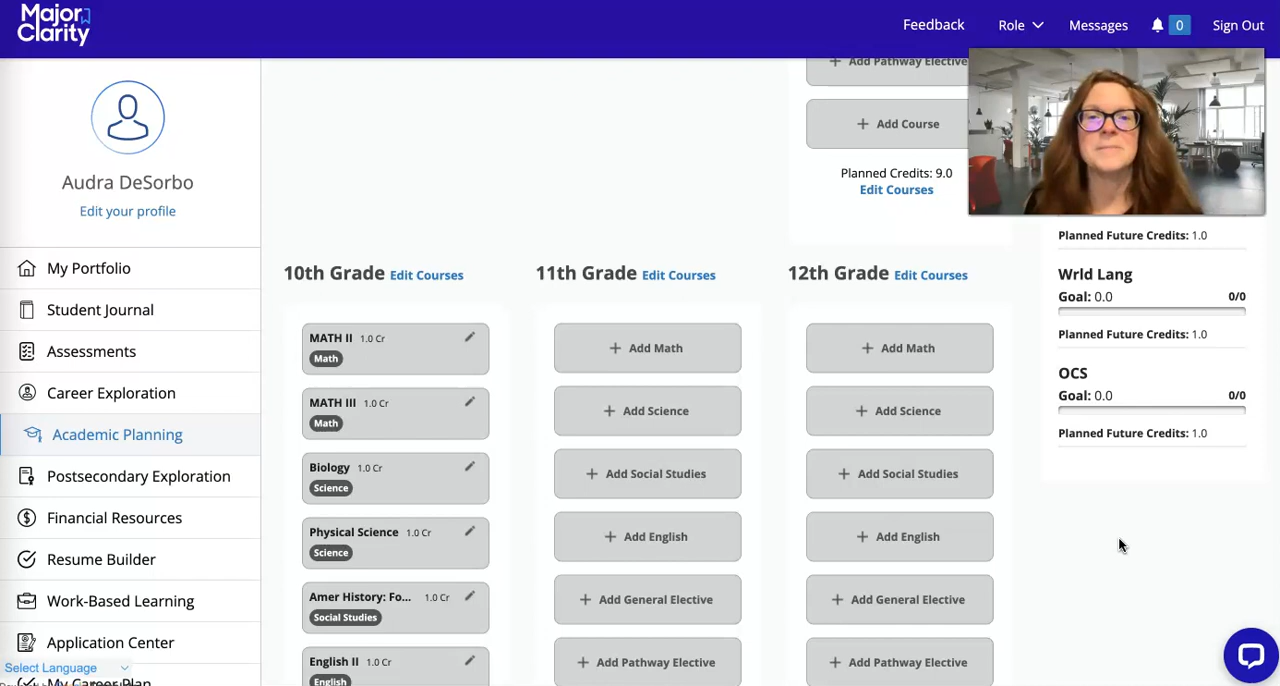 Major
Clarity
Feedback
Role
Messages
0
Sign Out
Audra DeSorbo
Edit your profile
My Portfolio
Student Journal
Assessments
Career Exploration
Academic Planning
Postsecondary Exploration
Financial Resources
Resume Builder
Work-Based Learning
Application Center
Select Language
My Career Plan
+ Add Pathway Elective
+ Add Course
Planned Credits: 9.0
Edit Courses
10th Grade Edit Courses
MATH II 1.0 Cr
Math
MATH III 1.0 Cr
Math
Biology 1.0 Cr
Science
Physical Science 1.0 Cr
Science
Amer History: Fo... 1.0 Cr
Social Studies
English II 1.0 Cr
English
11th Grade Edit Courses
+ Add Math
+ Add Science
+ Add Social Studies
+ Add English
+ Add General Elective
+ Add Pathway Elective
12th Grade Edit Courses
+ Add Math
+ Add Science
+ Add Social Studies
+ Add English
+ Add General Elective
+ Add Pathway Elective
Planned Future Credits: 1.0
Wrld Lang
Goal: 0.0 0/0
Planned Future Credits: 1.0
OCS
Goal: 0.0 0/0
Planned Future Credits: 1.0